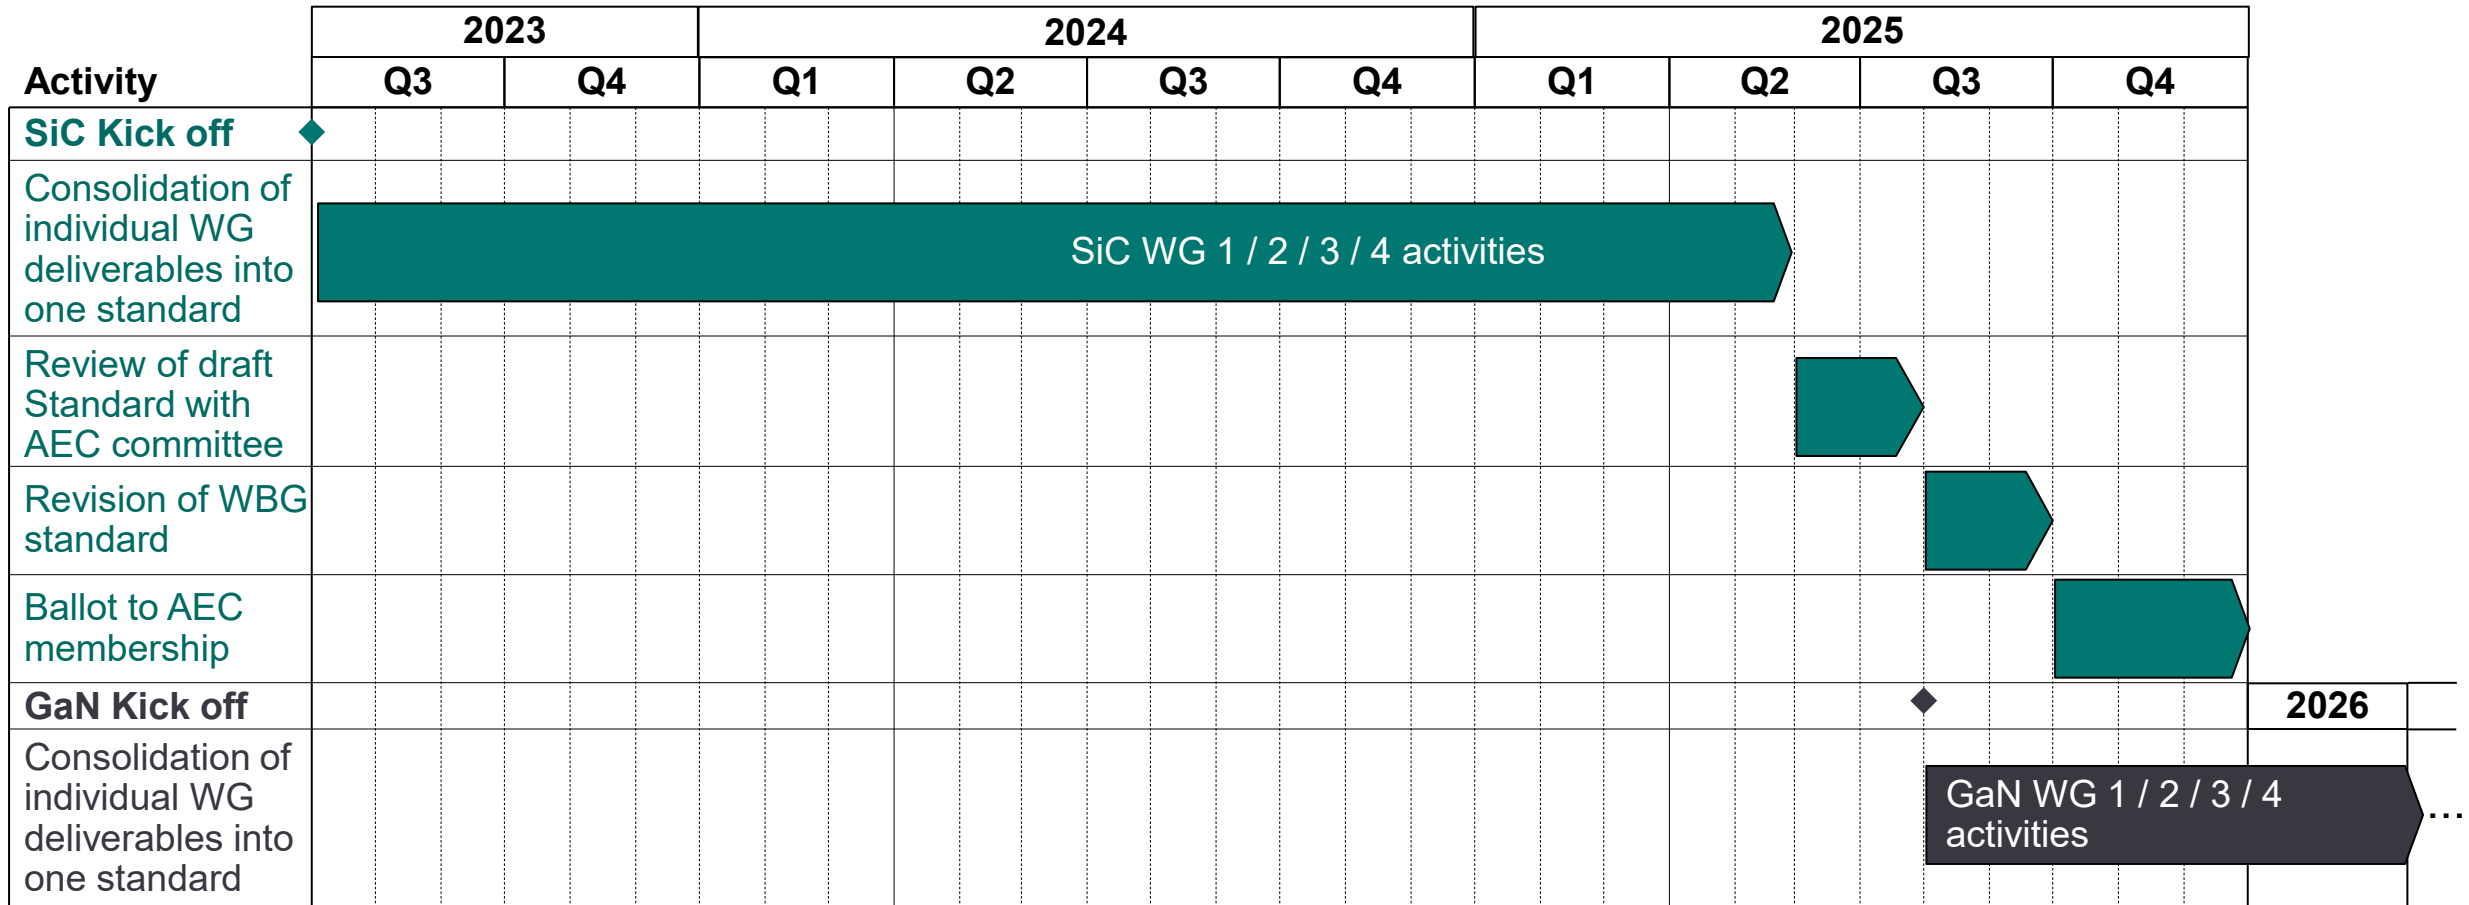 2023 2024 2025
Activity Q3 Q4 Q1 Q2 Q3 Q4 Q1 Q2 Q3 Q4
SiC Kick off
Consolidation of
individual WG
deliverables into
one standard
SiC WG 1 / 2 / 3 / 4 activities
Review of draft
Standard with
AEC committee
Revision of WBG
standard
Ballot to AEC
membership
GaN Kick off
2026
Consolidation of
individual WG
deliverables into
one standard
GaN WG 1 / 2 / 3 / 4
activities
...